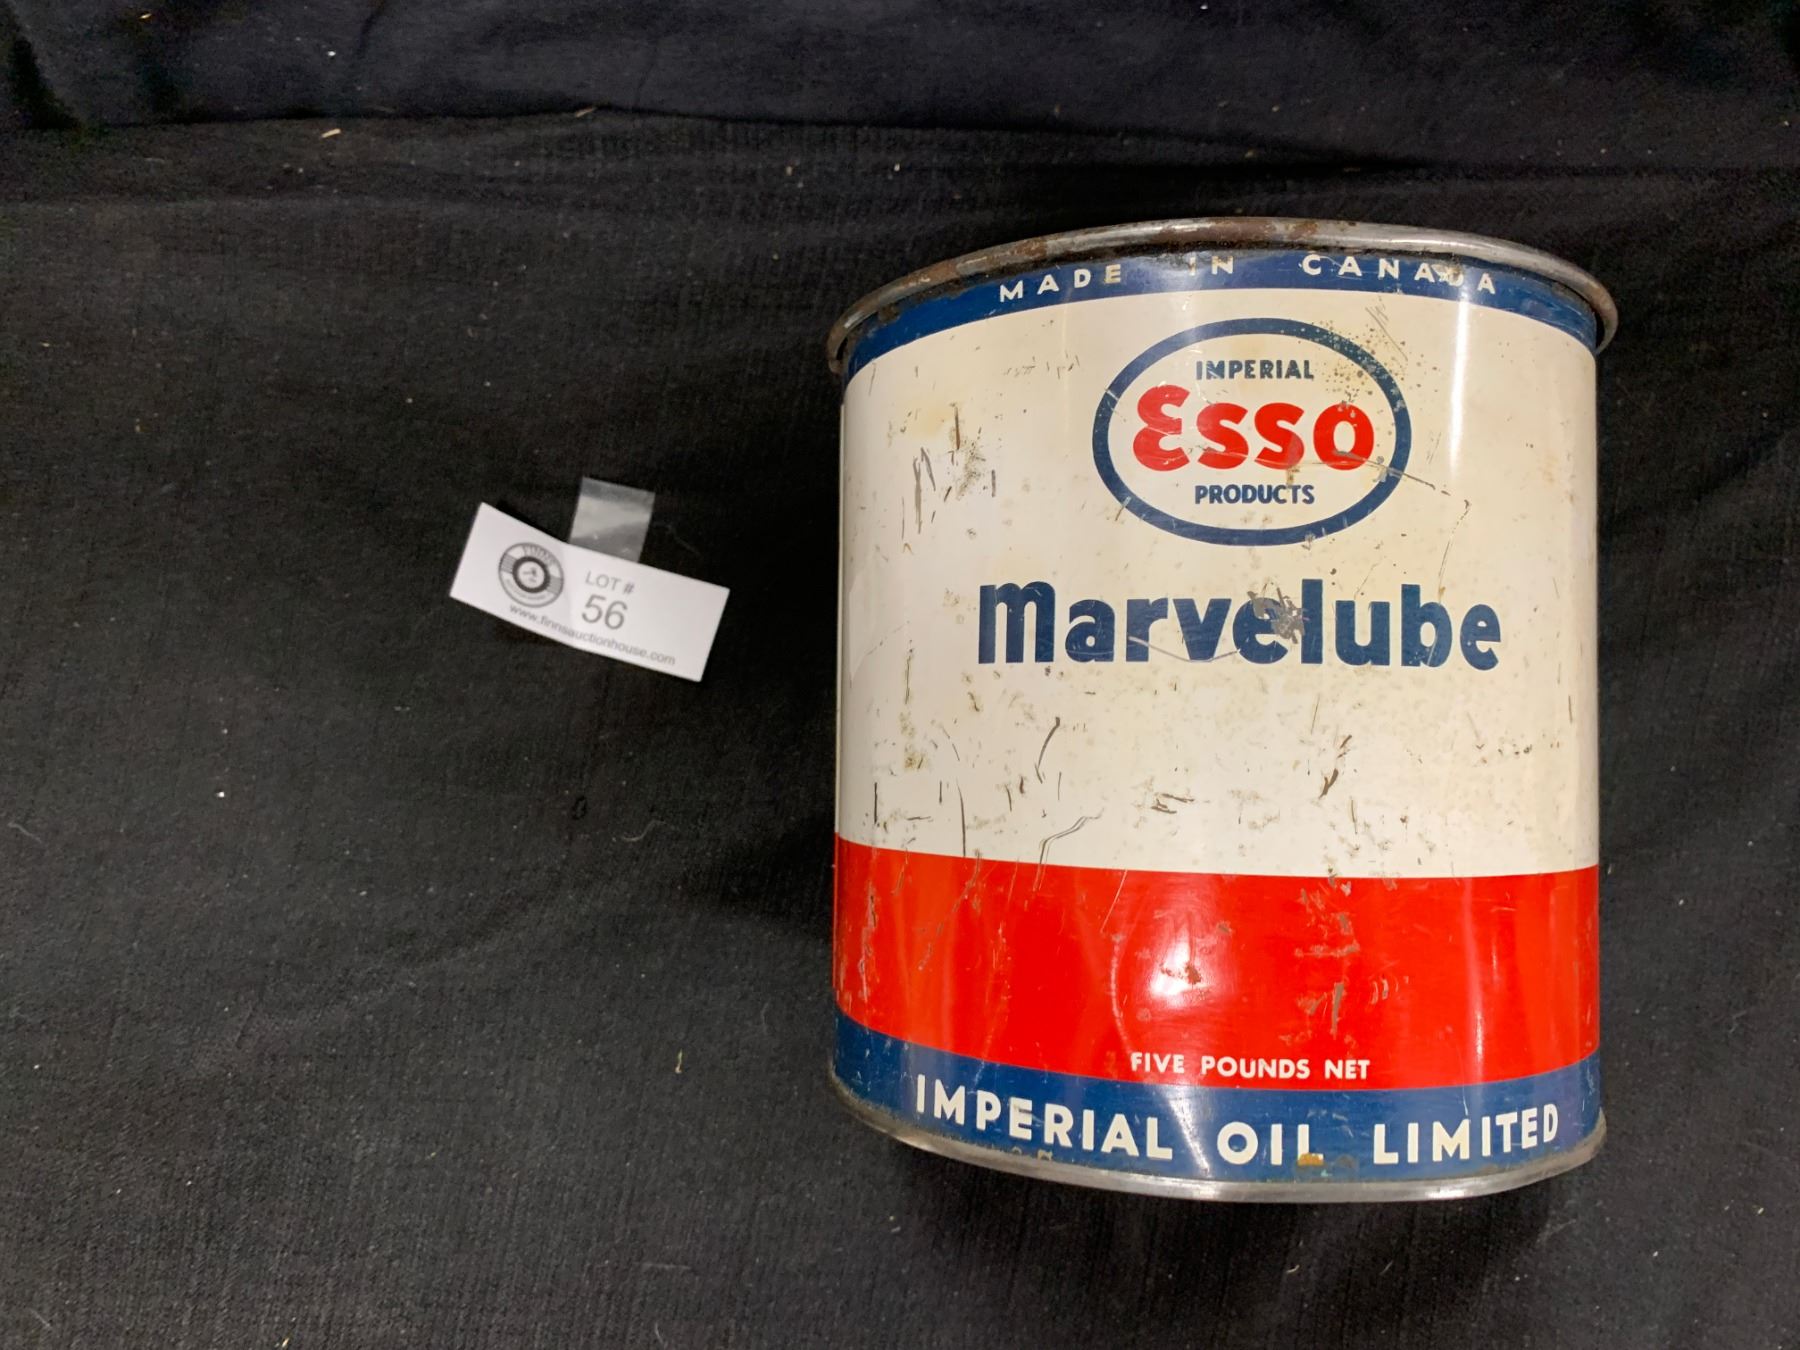 LOT #
56
www.finnsauctionhouse.com
MADE IN CANADA
IMPERIAL
Esso
PRODUCTS
Marvelube
FIVE POUNDS NET
IMPERIAL OIL LIMITED